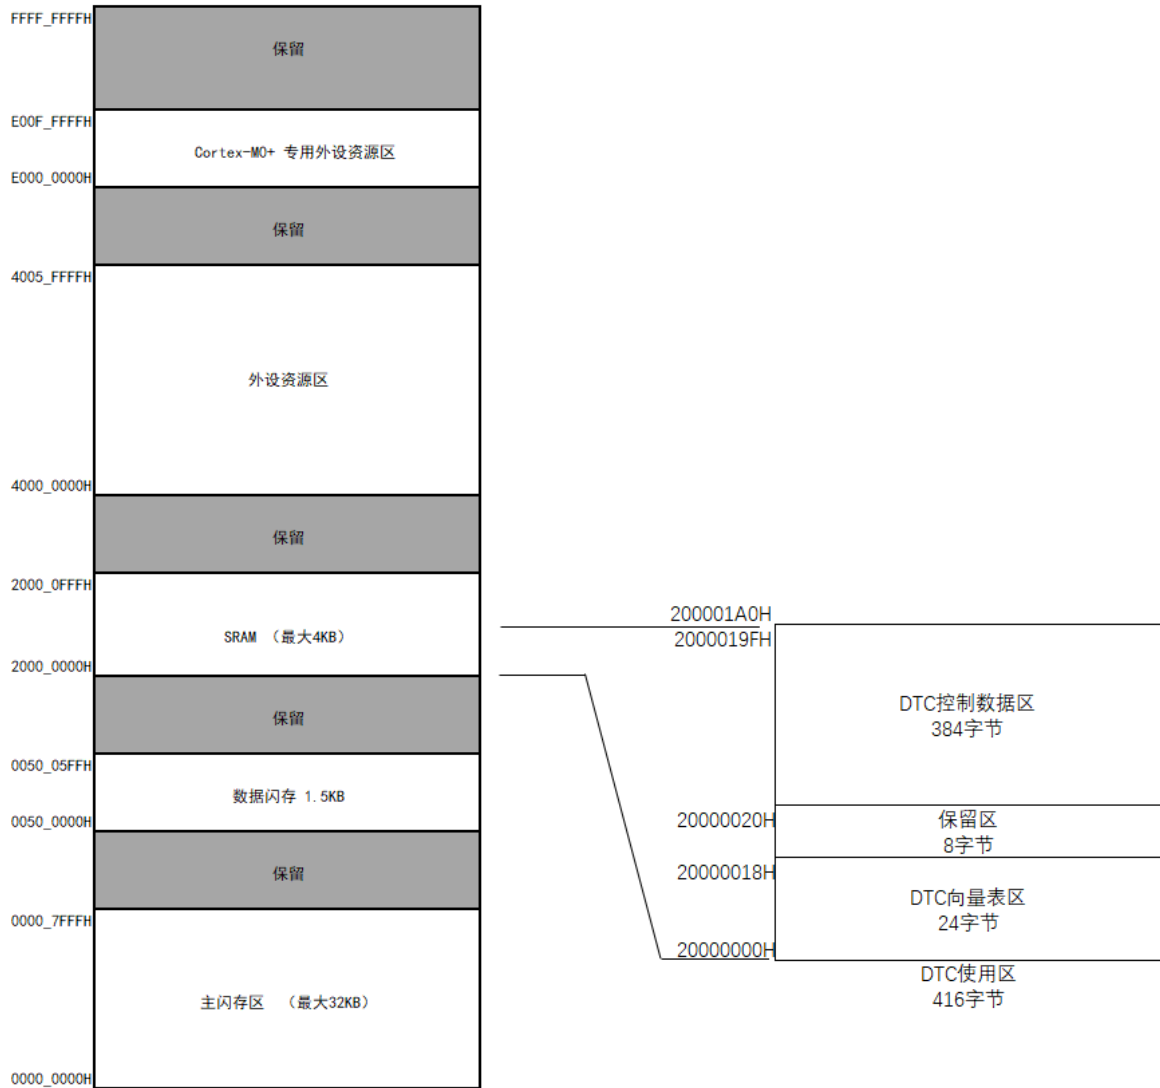 FFFF_FFFFH
保留
E00F_FFFFH
Cortex-M0+ 专用外设资源区
E000_0000H
保留
4005_FFFFH
外设资源区
4000_0000H
保留
2000_0FFFH
SRAM （最大4KB）
2000_0000H
保留
0050_05FFH
数据闪存 1.5KB
0050_0000H
保留
0000_7FFFH
主闪存区 （最大32KB）
0000_0000H
200001A0H
2000019FH
DTC控制数据区
384字节
20000020H
保留区
8字节
20000018H
DTC向量表区
24字节
20000000H
DTC使用区
416字节